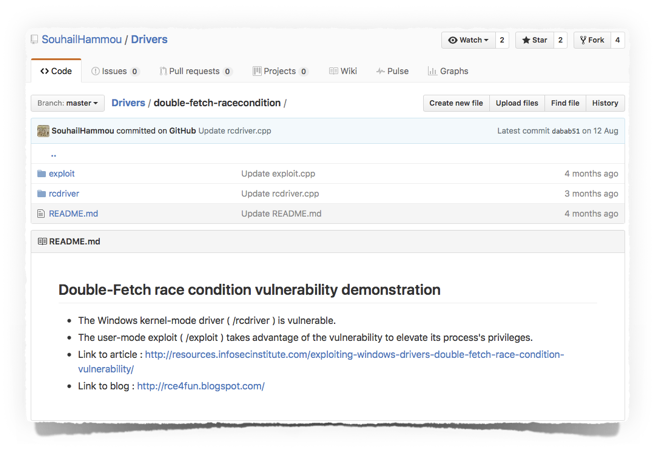 SouhailHammou / Drivers
Watch 2 Star 2 Fork 4
Code Issues 0 Pull requests 0 Projects 0 Wiki Pulse Graphs
Branch: master Drivers / double-fetch-racecondition / Create new file Upload files Find file History
SouhailHammou committed on GitHub Update rcdriver.cpp Latest commit dabab51 on 12 Aug
..
exploit Update exploit.cpp 4 months ago
rcdriver Update rcdriver.cpp 3 months ago
README.md Update README.md 4 months ago
README.md
Double-Fetch race condition vulnerability demonstration
• The Windows kernel-mode driver ( /rcdriver ) is vulnerable.
• The user-mode exploit ( /exploit ) takes advantage of the vulnerability to elevate its process's privileges.
• Link to article : http://resources.infosecinstitute.com/exploiting-windows-drivers-double-fetch-race-condition-
vulnerability/
• Link to blog : http://rce4fun.blogspot.com/